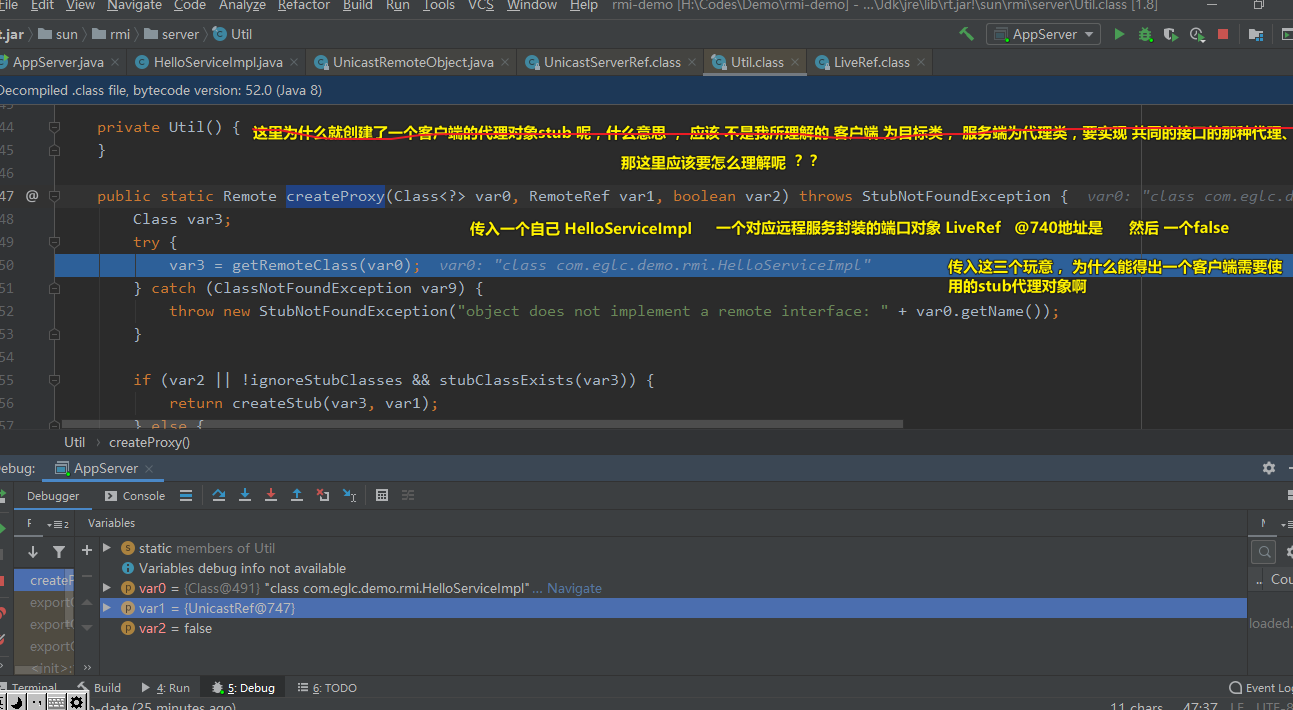 File Edit View Navigate Code Analyze Refactor Build Run Tools VCS Window Help rmi-demo [H:\Codes\Demo\rmi-demo] - ...\Jdk\jre\lib\rt.jar!\sun\rmi\server\Util.class [1.8]
t.jar sun rmi server Util AppServer
AppServer.java HelloServiceImpl.java UnicastRemoteObject.java UnicastServerRef.class Util.class LiveRef.class
Decompiled .class file, bytecode version: 52.0 (Java 8)
44 private Util() { 这里为什么就创建了一个客户端的代理对象stub 呢，什么意思 ， 应该 不是我所理解的 客户端 为目标类 ， 服务端为代理类，要实现 共同的接口的那种代理、
45 }
那这里应该要怎么理解呢 ？？
46
47 @ public static Remote createProxy(Class<?> var0, RemoteRef var1, boolean var2) throws StubNotFoundException { var0: "class com.eglc.d
48 Class var3;
传入一个自己 HelloServiceImpl 一个对应远程服务封装的端口对象 LiveRef @740地址是 然后 一个false
49 try {
50 var3 = getRemoteClass(var0); var0: "class com.eglc.demo.rmi.HelloServiceImpl"
传入这三个玩意 ，为什么能得出一个客户端需要使
51 } catch (ClassNotFoundException var9) { 用的stub代理对象啊
52 throw new StubNotFoundException("object does not implement a remote interface: " + var0.getName());
53 }
54
55 if (var2 || !ignoreStubClasses && stubClassExists(var3)) {
56 return createStub(var3, var1);
57 } else {
Util createProxy()
ebug: AppServer
Debugger Console
F Variables
static members of Util
Variables debug info not available
createP var0 = {Class@491} "class com.eglc.demo.rmi.HelloServiceImpl" ... Navigate
.. Cou
exportO var1 = {UnicastRef@747}
exportO var2 = false
loaded.
exportO
<init>: »
Terminal Build 4: Run 5: Debug 6: TODO Event Log
p-date (25 minutes ago) 11 chars 47:37 LF UTF-8